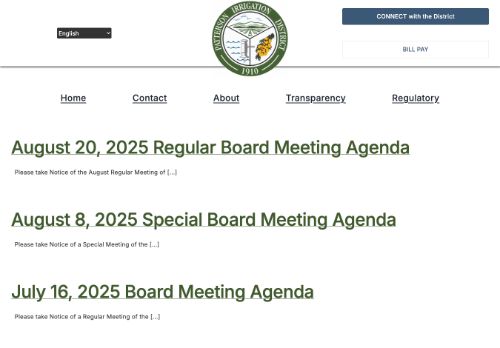 PATTERSON IRRIGATION DISTRICT
1910
English
CONNECT with the District
BILL PAY
Home
Contact
About
Transparency
Regulatory
August 20, 2025 Regular Board Meeting Agenda
Please take Notice of the August Regular Meeting of [...]
August 8, 2025 Special Board Meeting Agenda
Please take Notice of a Special Meeting of the [...]
July 16, 2025 Board Meeting Agenda
Please take Notice of a Regular Meeting of the [...]